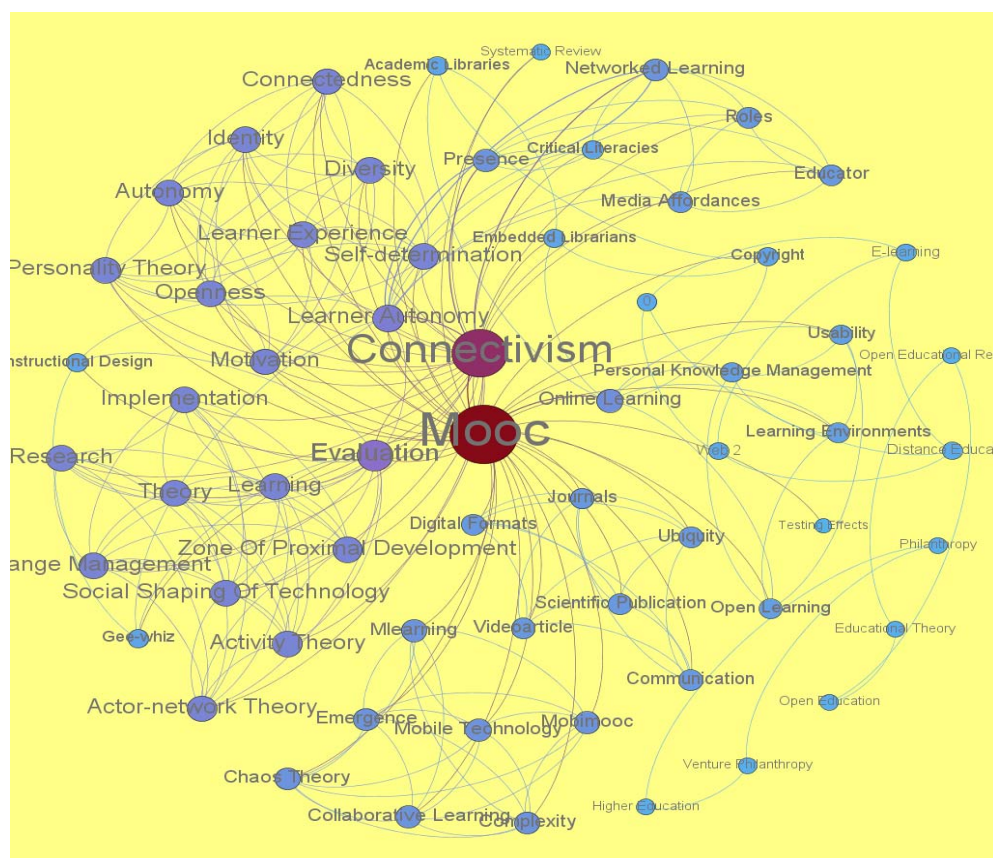 Systematic Review
Academic Libraries
Networked Learning
Connectedness
Roles
Identity
Critical Literacies
Presence
Diversity
Educator
Autonomy
Media Affordances
Learner Experience
Embedded Librarians
Self-determination
Copyright
E-learning
Personality Theory
Openness
0
Learner Autonomy
Usability
Connectivism
Open Educational Re
nstructional Design
Motivation
Personal Knowledge Management
Implementation
Online Learning
Mooc
Learning Environments
Evaluation
Web 2
Distance Educa
Research
Theory
Learning
Journals
Digital Formats
Testing Effects
Ubiquity
Philanthropy
Zone Of Proximal Development
ange Management
Social Shaping Of Technology
Scientific Publication
Open Learning
Gee-whiz
Activity Theory
Mlearning
Videoarticle
Educational Theory
Communication
Open Education
Actor-network Theory
Emergence
Mobile Technology
Mobimooc
Venture Philanthropy
Chaos Theory
Higher Education
Collaborative Learning
Complexity